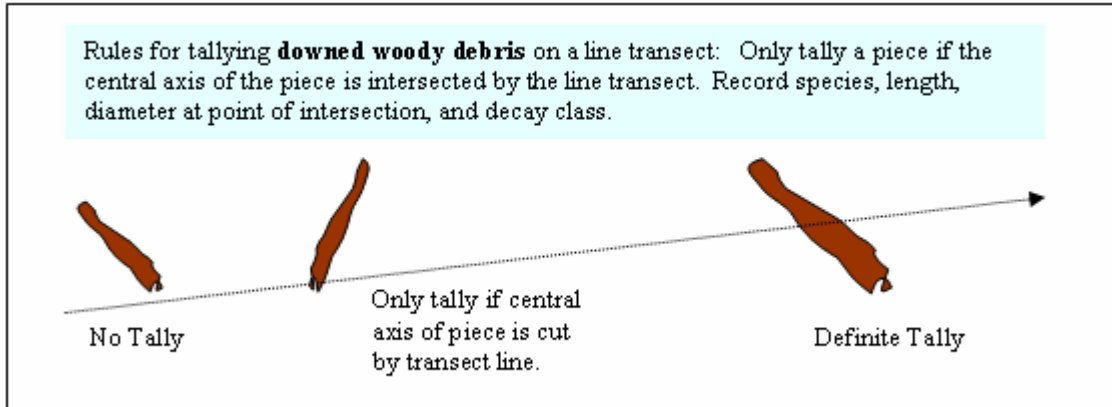 Rules for tallying downed woody debris on a line transect: Only tally a piece if the
central axis of the piece is intersected by the line transect. Record species, length,
diameter at point of intersection, and decay class.
No Tally
Only tally if central
axis of piece is cut
by transect line.
Definite Tally